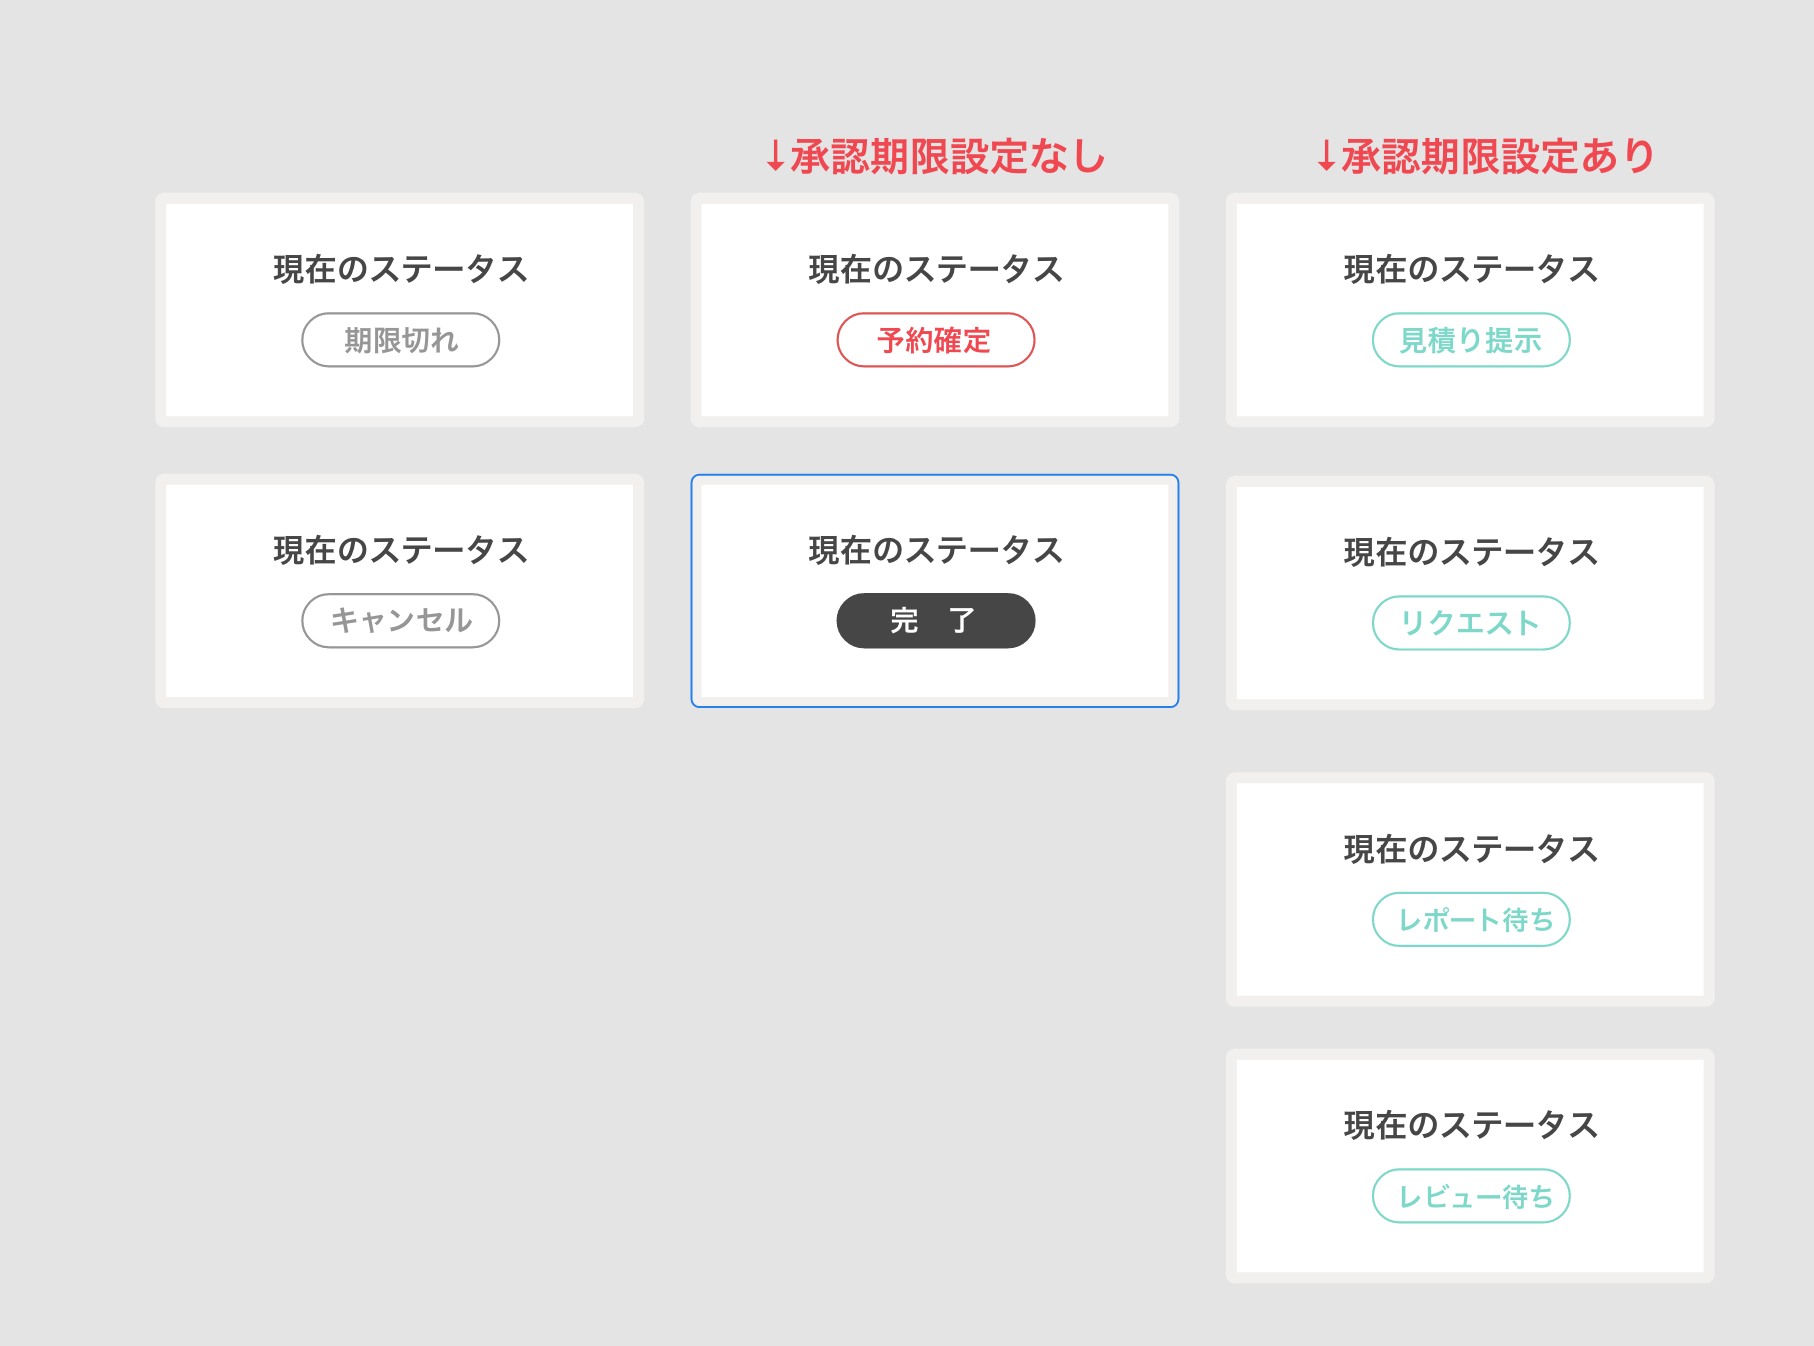 ↓承認期限設定なし
↓承認期限設定あり
現在のステータス
期限切れ
現在のステータス
予約確定
現在のステータス
見積り提示
現在のステータス
キャンセル
現在のステータス
完　了
現在のステータス
リクエスト
現在のステータス
レポート待ち
現在のステータス
レビュー待ち